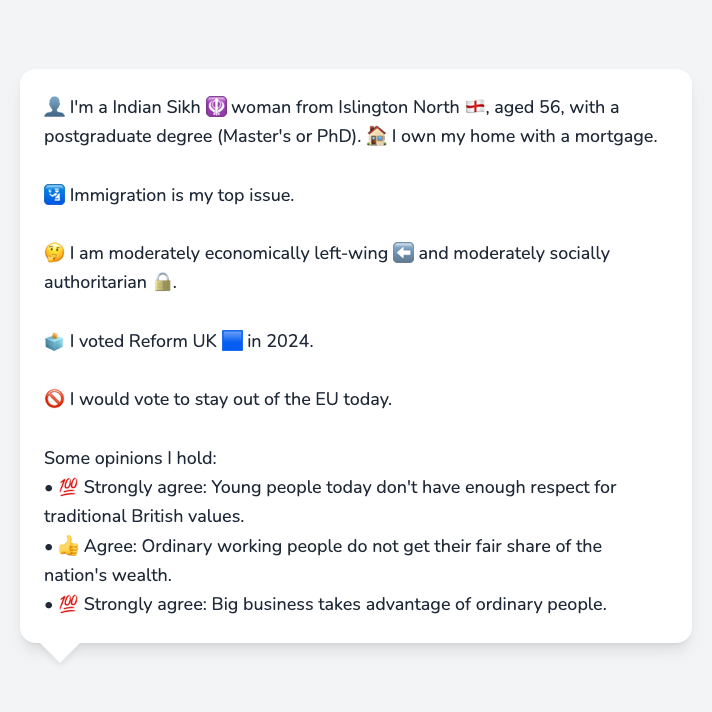 👤 I'm a Indian Sikh 🪯 woman from Islington North 🏴󠁧󠁢󠁥󠁮󠁧󠁿, aged 56, with a
postgraduate degree (Master's or PhD). 🏠 I own my home with a mortgage.
🛂 Immigration is my top issue.
🤔 I am moderately economically left-wing ⬅️ and moderately socially
authoritarian 🔒.
🗳️ I voted Reform UK 🟦 in 2024.
🚫 I would vote to stay out of the EU today.
Some opinions I hold:
• 💯 Strongly agree: Young people today don't have enough respect for
traditional British values.
• 👍 Agree: Ordinary working people do not get their fair share of the
nation's wealth.
• 💯 Strongly agree: Big business takes advantage of ordinary people.